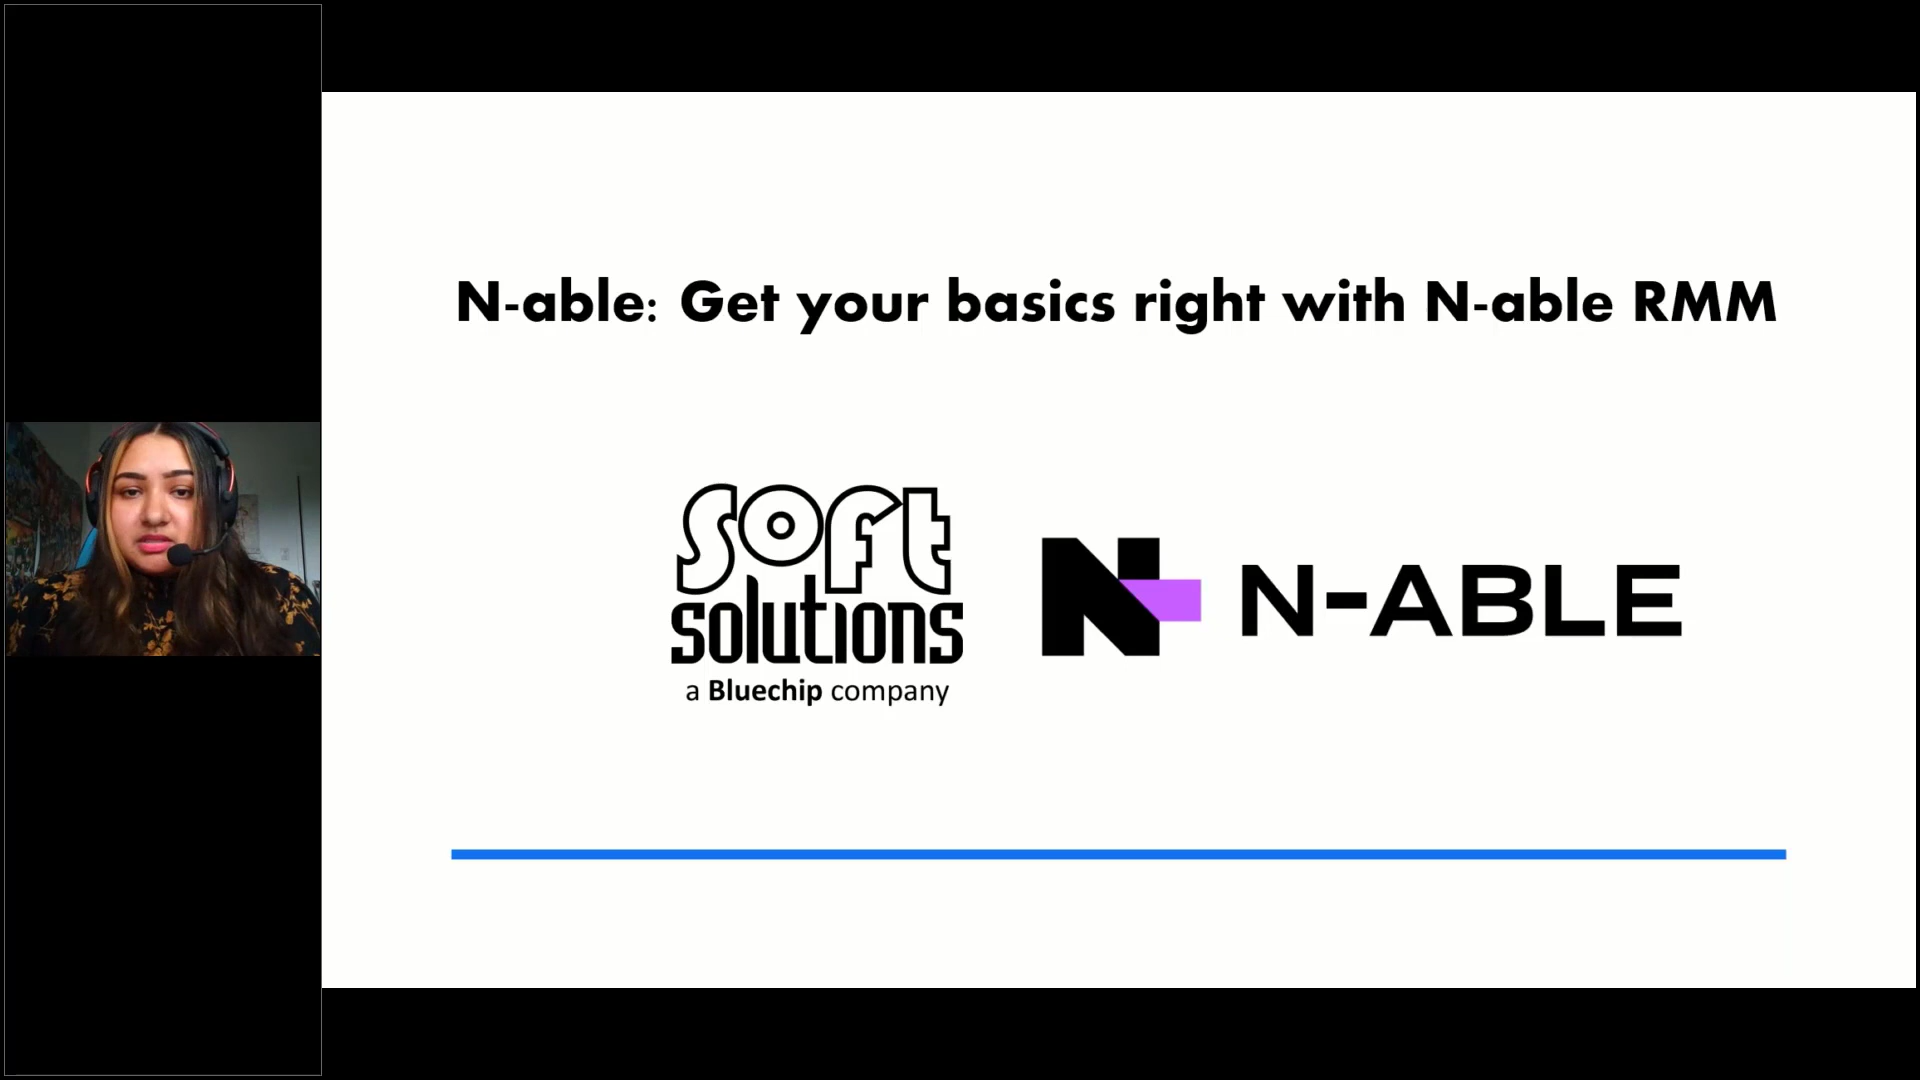 N-able: Get your basics right with N-able RMM
soft
solutions
a Bluechip company
N-ABLE